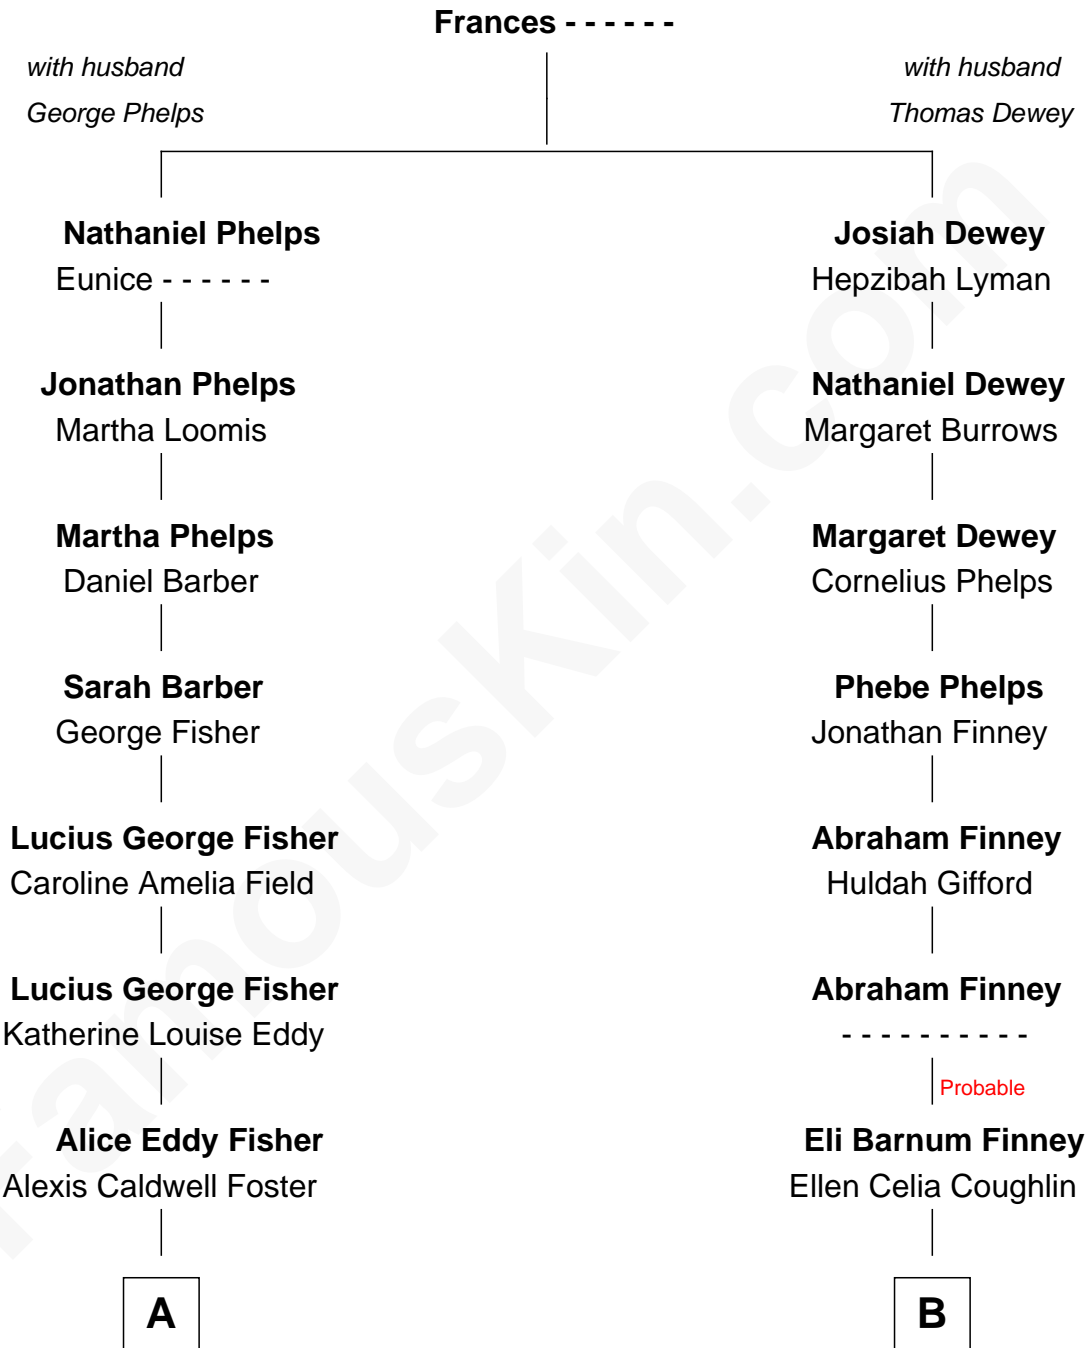 Frances - - - - - -
with husband
George Phelps
with husband
Thomas Dewey
Nathaniel Phelps
Eunice - - - - - -
Josiah Dewey
Hepzibah Lyman
Jonathan Phelps
Martha Loomis
Nathaniel Dewey
Margaret Burrows
Martha Phelps
Daniel Barber
Margaret Dewey
Cornelius Phelps
Sarah Barber
George Fisher
Phebe Phelps
Jonathan Finney
Lucius George Fisher
Caroline Amelia Field
Abraham Finney
Huldah Gifford
Lucius George Fisher
Katherine Louise Eddy
Abraham Finney
- - - - - - - - - -
Probable
Alice Eddy Fisher
Alexis Caldwell Foster
Eli Barnum Finney
Ellen Celia Coughlin
A
B
FamousKin.com